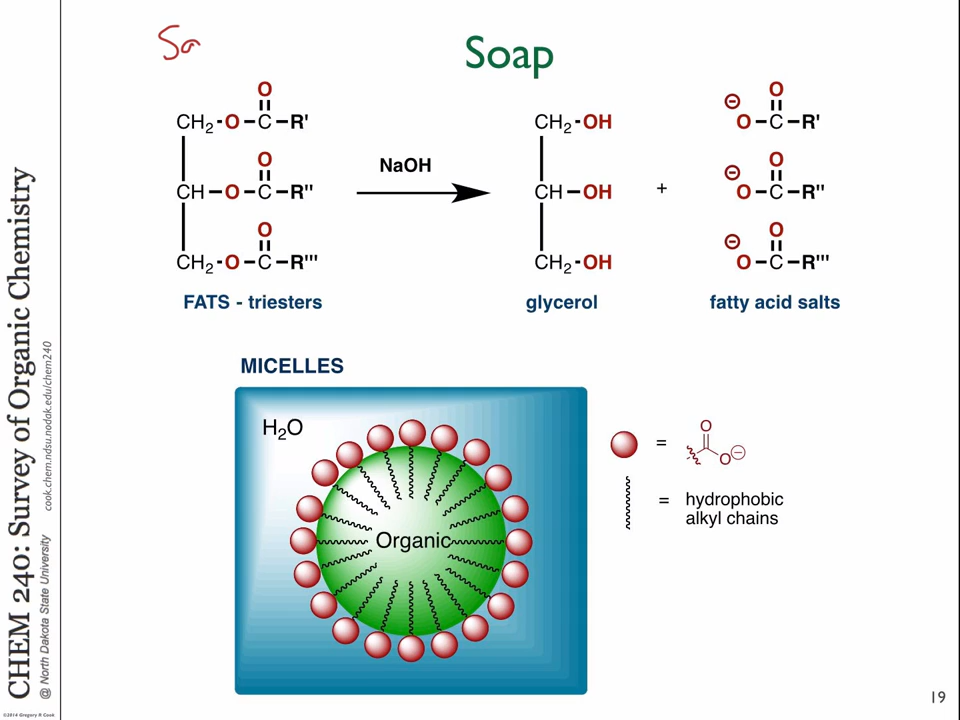 Sa
Soap
O
CH2 - O - C - R'
O
CH - O - C - R''
O
CH2 - O - C - R'''
FATS - triesters
NaOH
CH2 - OH
CH - OH
CH2 - OH
glycerol
+
⊖ O
O - C - R'
⊖ O
O - C - R''
⊖ O
O - C - R'''
fatty acid salts
MICELLES
H2O
Organic
=
O
O ⊖
= hydrophobic
alkyl chains
CHEM 240: Survey of Organic Chemistry
@ North Dakota State University cook.chem.ndsu.nodak.edu/chem240
©2014 Gregory R Cook
19